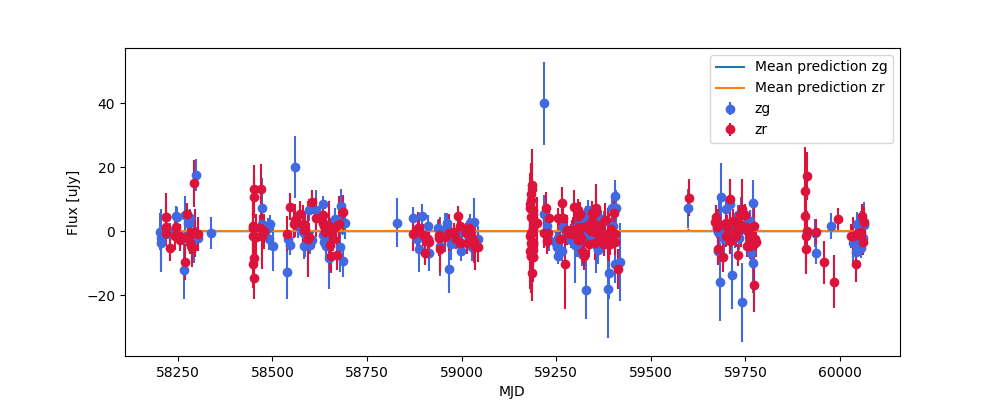 Mean prediction zg
Mean prediction zr
zg
zr
Flux [uJy]
40
20
0
−20
58250 58500 58750 59000 59250 59500 59750 60000
MJD